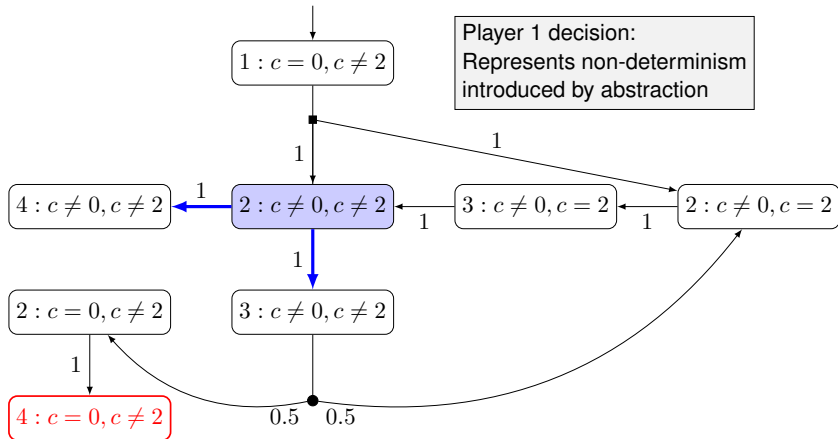 1 : c = 0, c ≠ 2
Player 1 decision:
Represents non-determinism
introduced by abstraction
1
1
4 : c ≠ 0, c ≠ 2
1
2 : c ≠ 0, c ≠ 2
1
3 : c ≠ 0, c = 2
1
2 : c ≠ 0, c = 2
1
2 : c = 0, c ≠ 2
3 : c ≠ 0, c ≠ 2
1
4 : c = 0, c ≠ 2
0.5
0.5